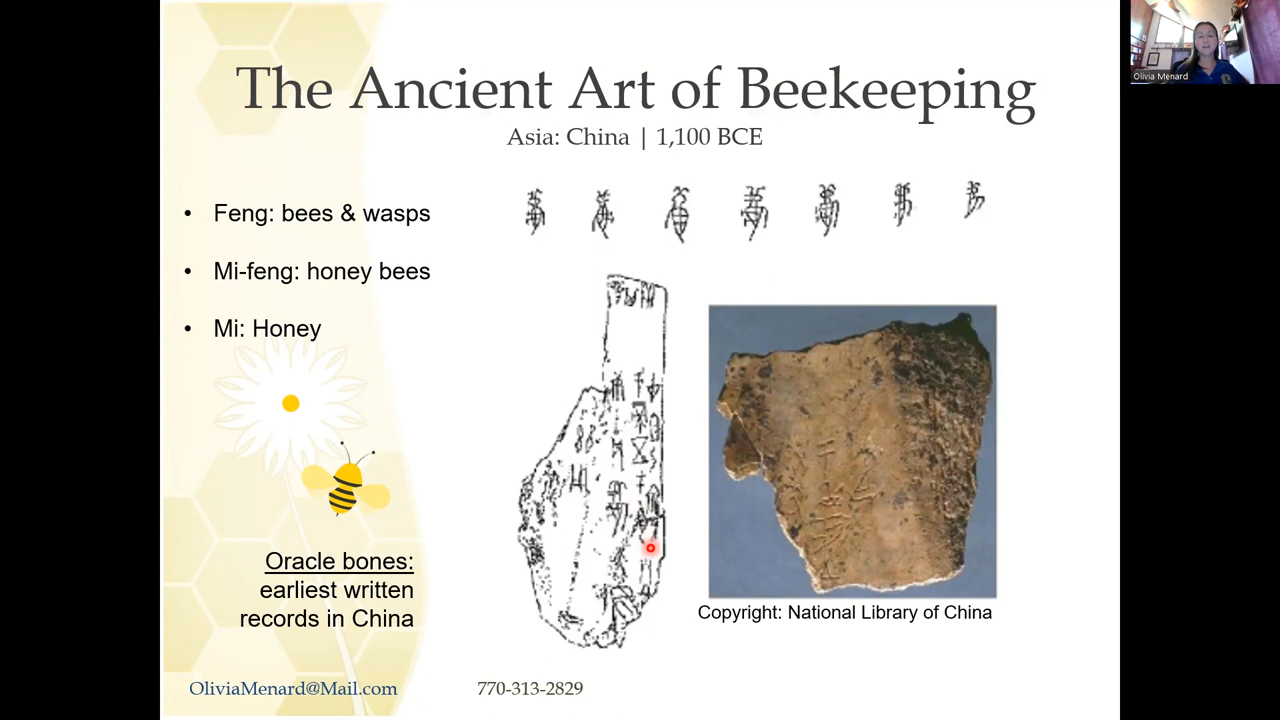 Olivia Menard
The Ancient Art of Beekeeping
Asia: China | 1,100 BCE
• Feng: bees & wasps
• Mi-feng: honey bees
• Mi: Honey
Oracle bones:
earliest written
records in China
Copyright: National Library of China
OliviaMenard@Mail.com
770-313-2829